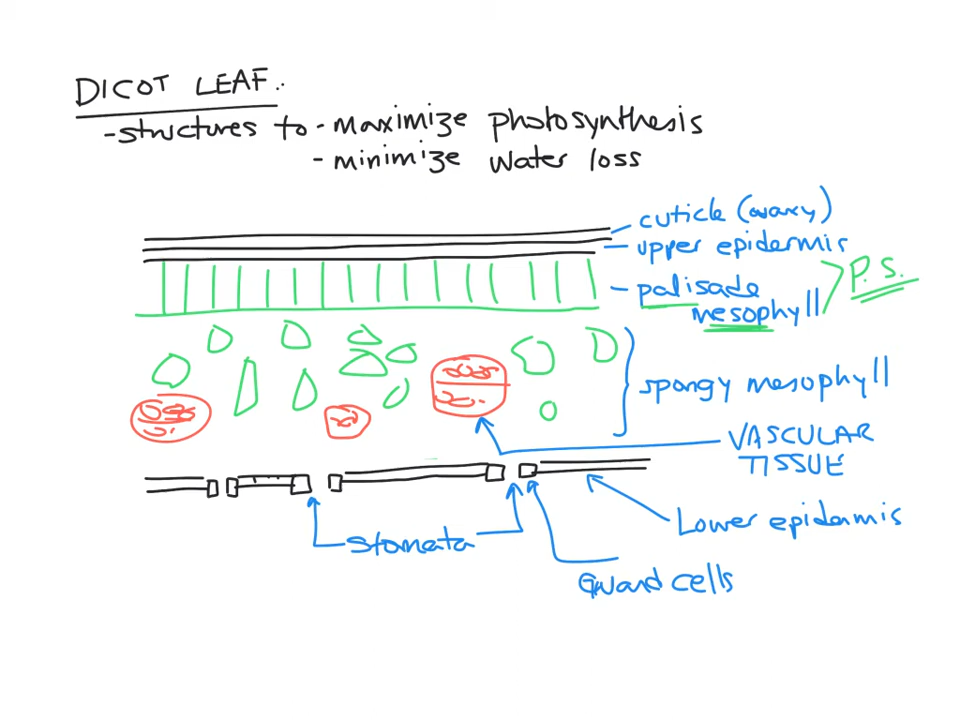 DICOT LEAF..
-structures to - maximize photosynthesis
- minimize water loss
cuticle (waxy)
upper epidermis
palisade
mesophyll
P.S.
spongy mesophyll
VASCULAR
TISSUE
Lower epidermis
Stomata
Guard cells